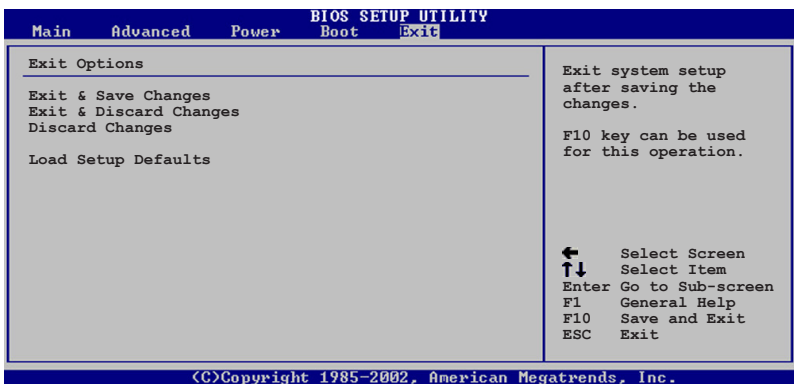 BIOS SETUP UTILITY
Main Advanced Power Boot Exit
Exit Options
Exit & Save Changes
Exit & Discard Changes
Discard Changes
Load Setup Defaults
Exit system setup
after saving the
changes.
F10 key can be used
for this operation.
← Select Screen
↑↓ Select Item
Enter Go to Sub-screen
F1 General Help
F10 Save and Exit
ESC Exit
(C)Copyright 1985-2002, American Megatrends, Inc.